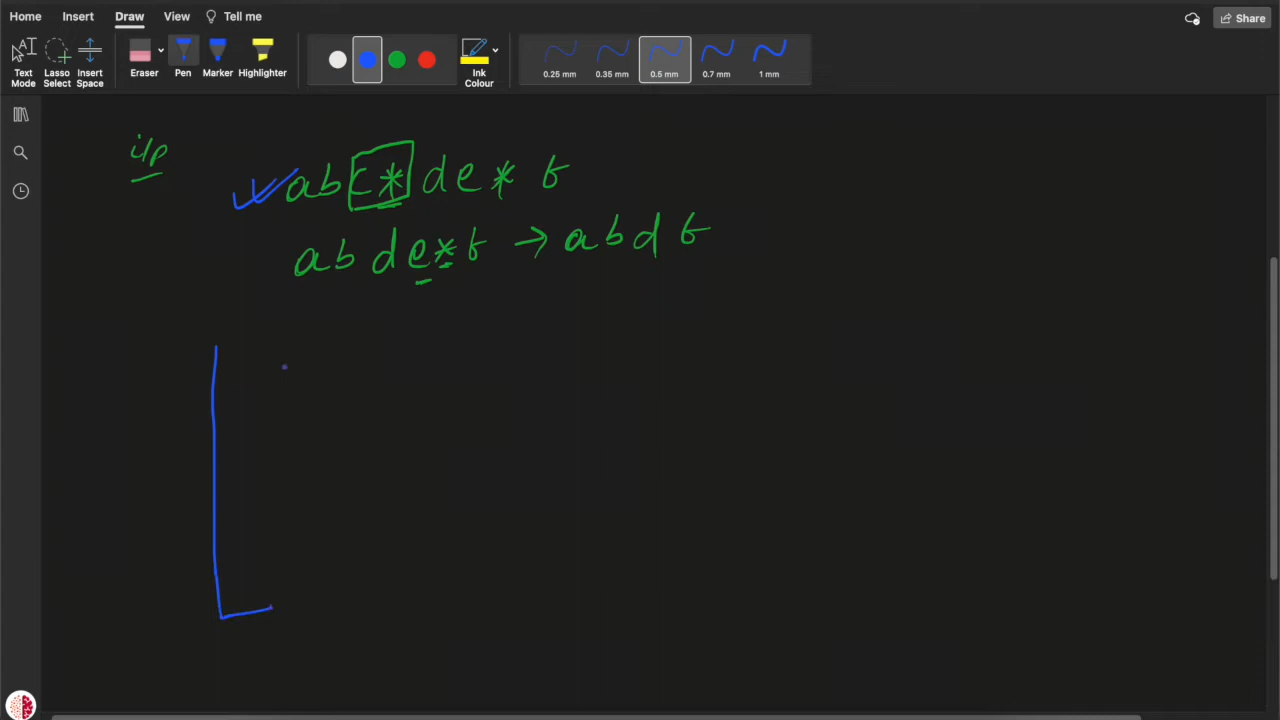 Home Insert Draw View Tell me Share
Text Mode Lasso Select Insert Space Eraser Pen Marker Highlighter Ink Colour 0.25 mm 0.35 mm 0.5 mm 0.7 mm 1 mm
i/p
abc*de*f
abde*f → abdf